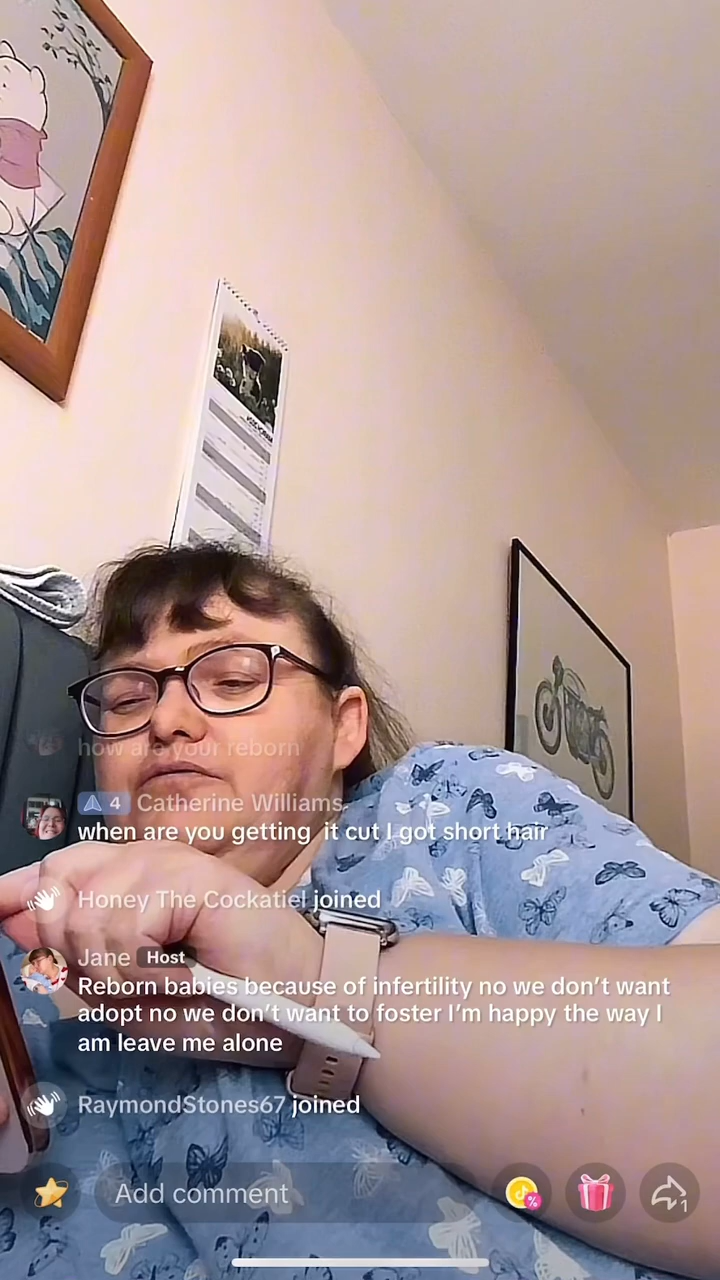 how are your reborn
4 Catherine Williams
when are you getting it cut I got short hair
Honey The Cockatiel joined
Jane Host
Reborn babies because of infertility no we don't want
adopt no we don't want to foster I'm happy the way I
am leave me alone
RaymondStones67 joined
Add comment
1